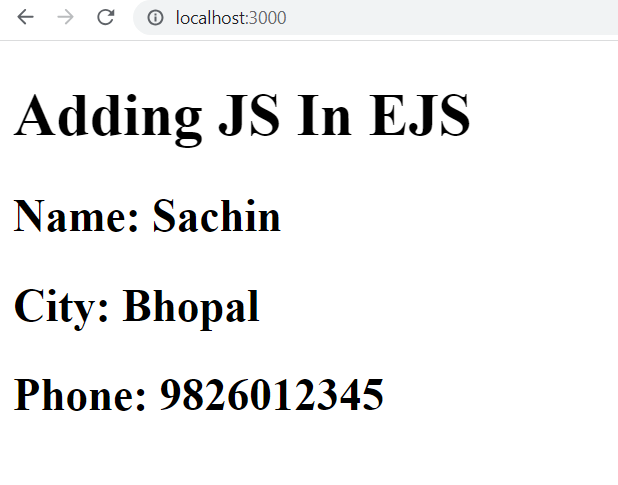 localhost:3000
Adding JS In EJS
Name: Sachin
City: Bhopal
Phone: 9826012345